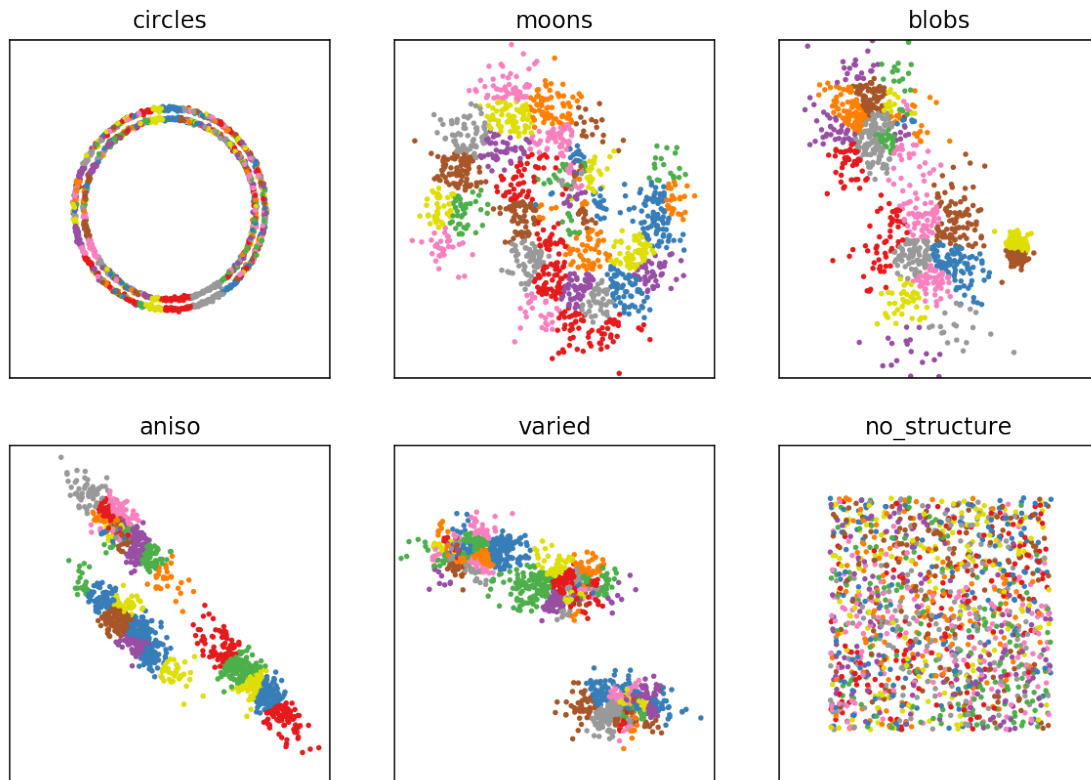 circles
moons
blobs
aniso
varied
no_structure